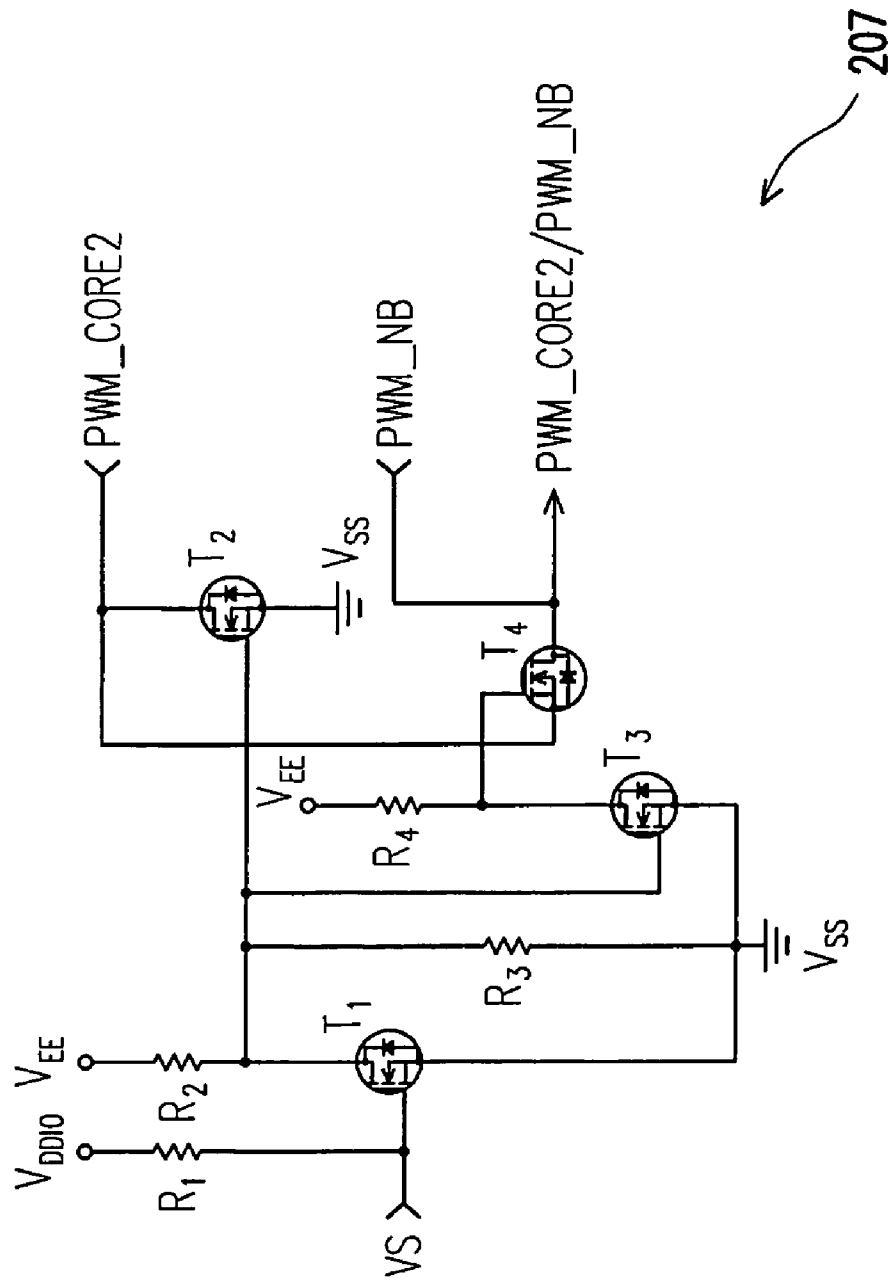 PWM_CORE2
T2
VSS
PWM_NB
PWM_CORE2/PWM_NB
T4
VEE
R4
T3
VEE
R2
T1
R3
VSS
VDDIO
R1
VS
207